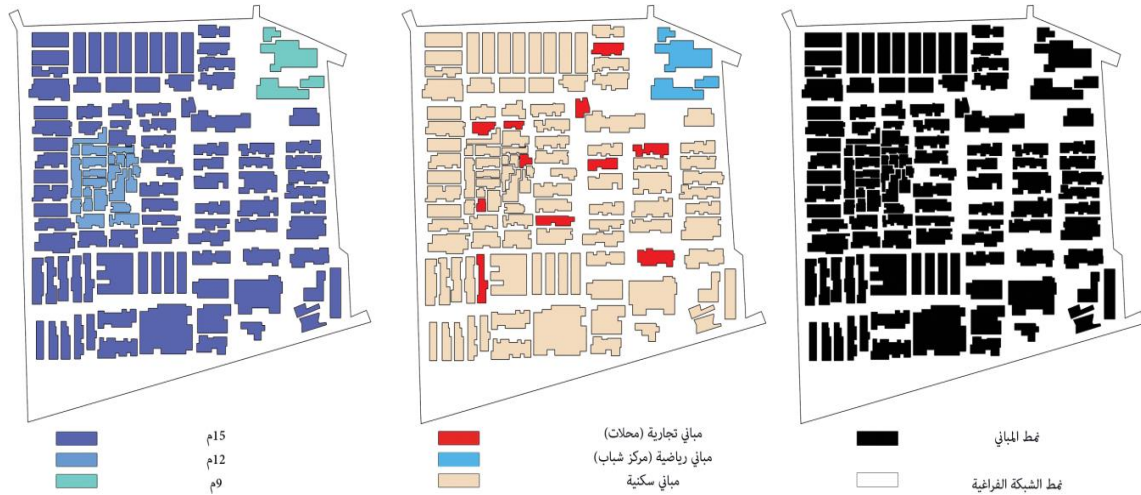 15م
12م
9م
مباني تجارية (محلات)
مباني رياضية (مركز شباب)
مباني سكنية
نمط المباني
نمط الشبكة الفراغية